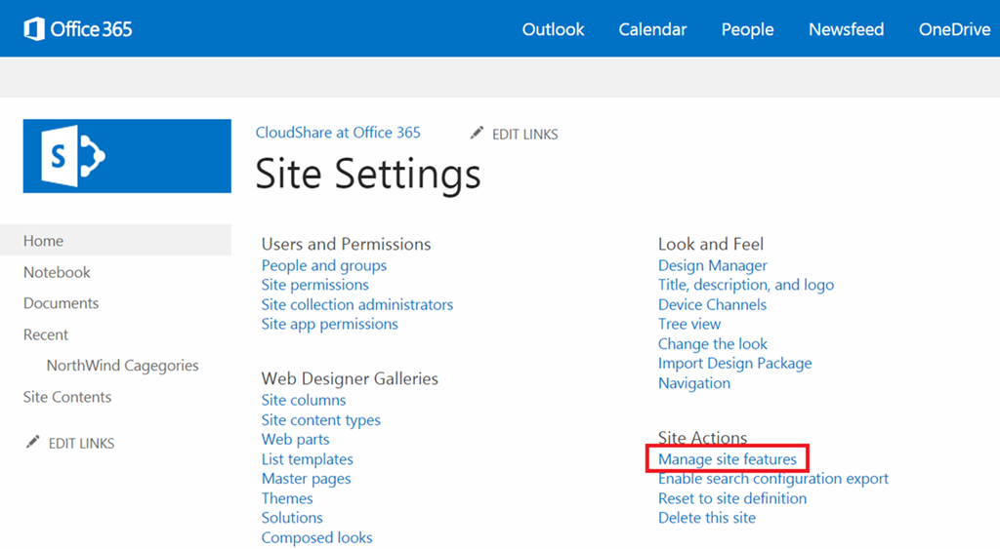 Office 365
Outlook Calendar People Newsfeed OneDrive
S
CloudShare at Office 365 EDIT LINKS
Site Settings
Home
Notebook
Documents
Recent
NorthWind Cagegories
Site Contents
EDIT LINKS
Users and Permissions
People and groups
Site permissions
Site collection administrators
Site app permissions
Web Designer Galleries
Site columns
Site content types
Web parts
List templates
Master pages
Themes
Solutions
Composed looks
Look and Feel
Design Manager
Title, description, and logo
Device Channels
Tree view
Change the look
Import Design Package
Navigation
Site Actions
Manage site features
Enable search configuration export
Reset to site definition
Delete this site